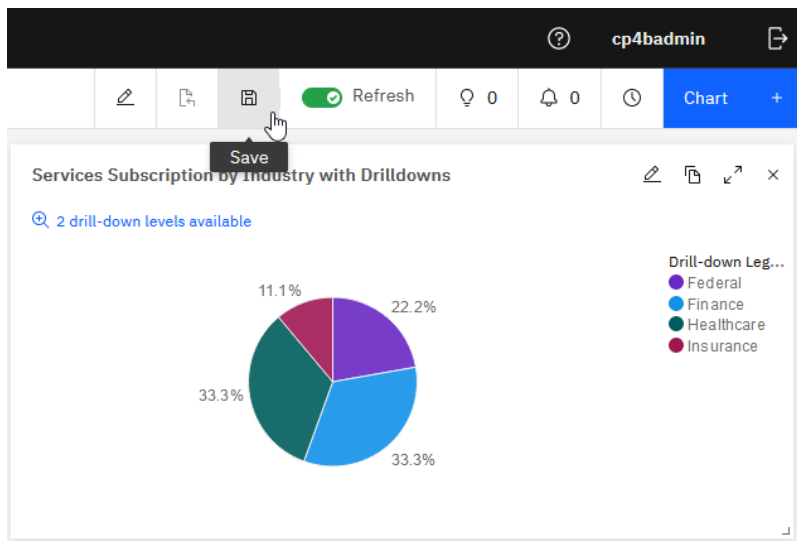 cp4badmin
Refresh
0
0
Chart +
Save
Services Subscription by Industry with Drilldowns
2 drill-down levels available
Drill-down Leg...
Federal
Finance
Healthcare
Insurance
11.1%
22.2%
33.3%
33.3%